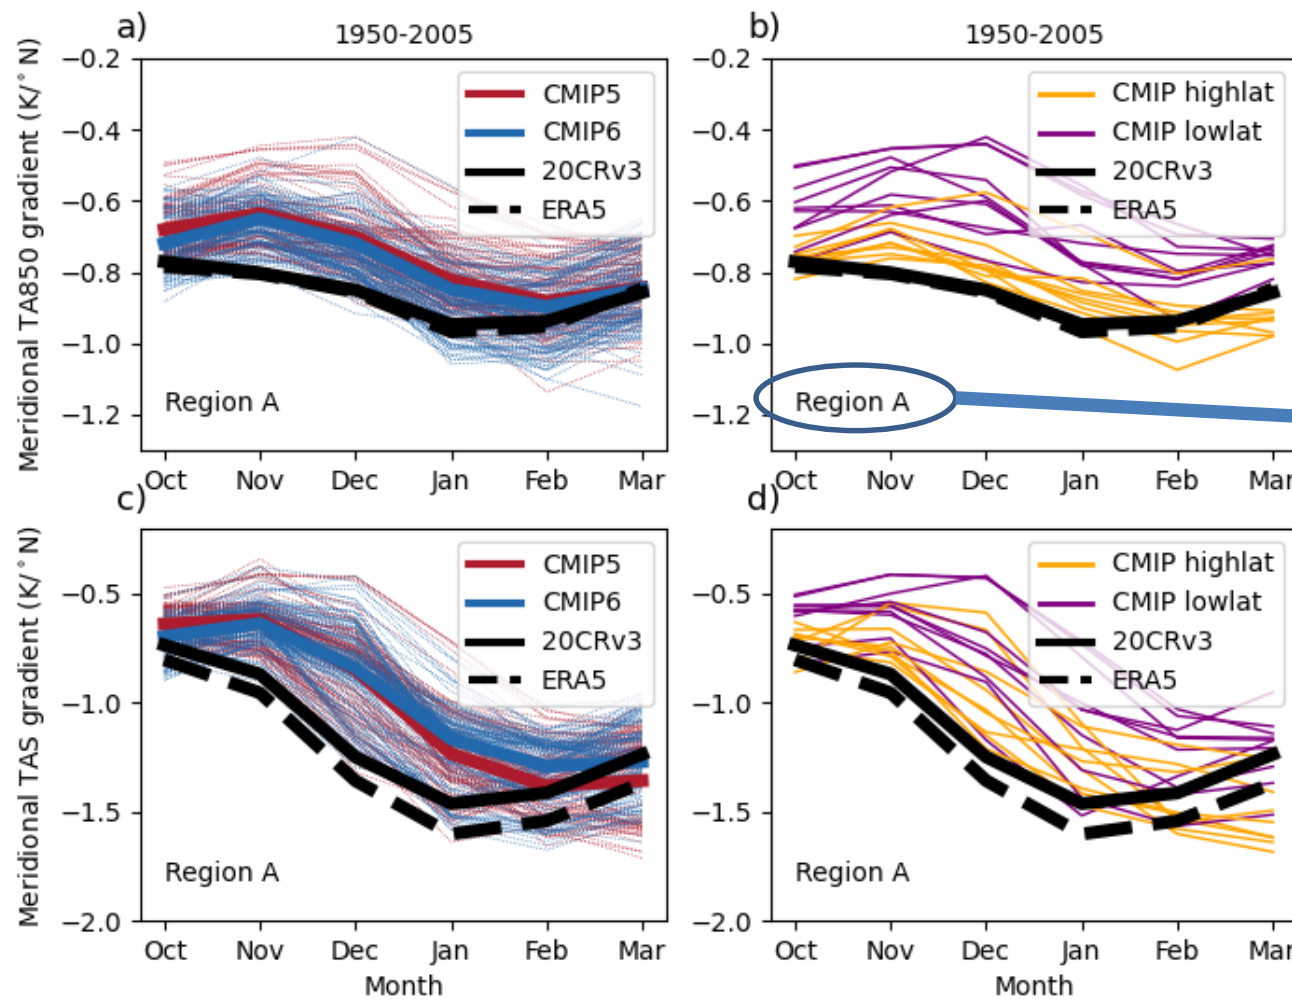 a)
1950-2005
Meridional TA850 gradient (K/°N)
−0.2
−0.4
−0.6
−0.8
−1.0
−1.2
CMIP5
CMIP6
20CRv3
ERA5
Region A
Oct Nov Dec Jan Feb Mar
b)
1950-2005
−0.2
−0.4
−0.6
−0.8
−1.0
−1.2
CMIP highlat
CMIP lowlat
20CRv3
ERA5
Region A
Oct Nov Dec Jan Feb Mar
c)
Meridional TAS gradient (K/°N)
−0.5
−1.0
−1.5
−2.0
CMIP5
CMIP6
20CRv3
ERA5
Region A
Oct Nov Dec Jan Feb Mar
Month
d)
−0.5
−1.0
−1.5
−2.0
CMIP highlat
CMIP lowlat
20CRv3
ERA5
Region A
Oct Nov Dec Jan Feb Mar
Month